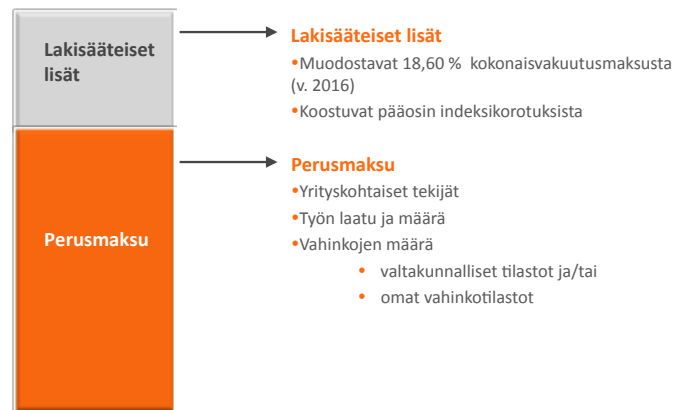 Lakisääteiset
lisät
Lakisääteiset lisät
•Muodostavat 18,60 % kokonaisvakuutusmaksusta
(v. 2016)
•Koostuvat pääosin indeksikorotuksista
Perusmaksu
Perusmaksu
•Yrityskohtaiset tekijät
•Työn laatu ja määrä
•Vahinkojen määrä
• valtakunnalliset tilastot ja/tai
• omat vahinkotilastot